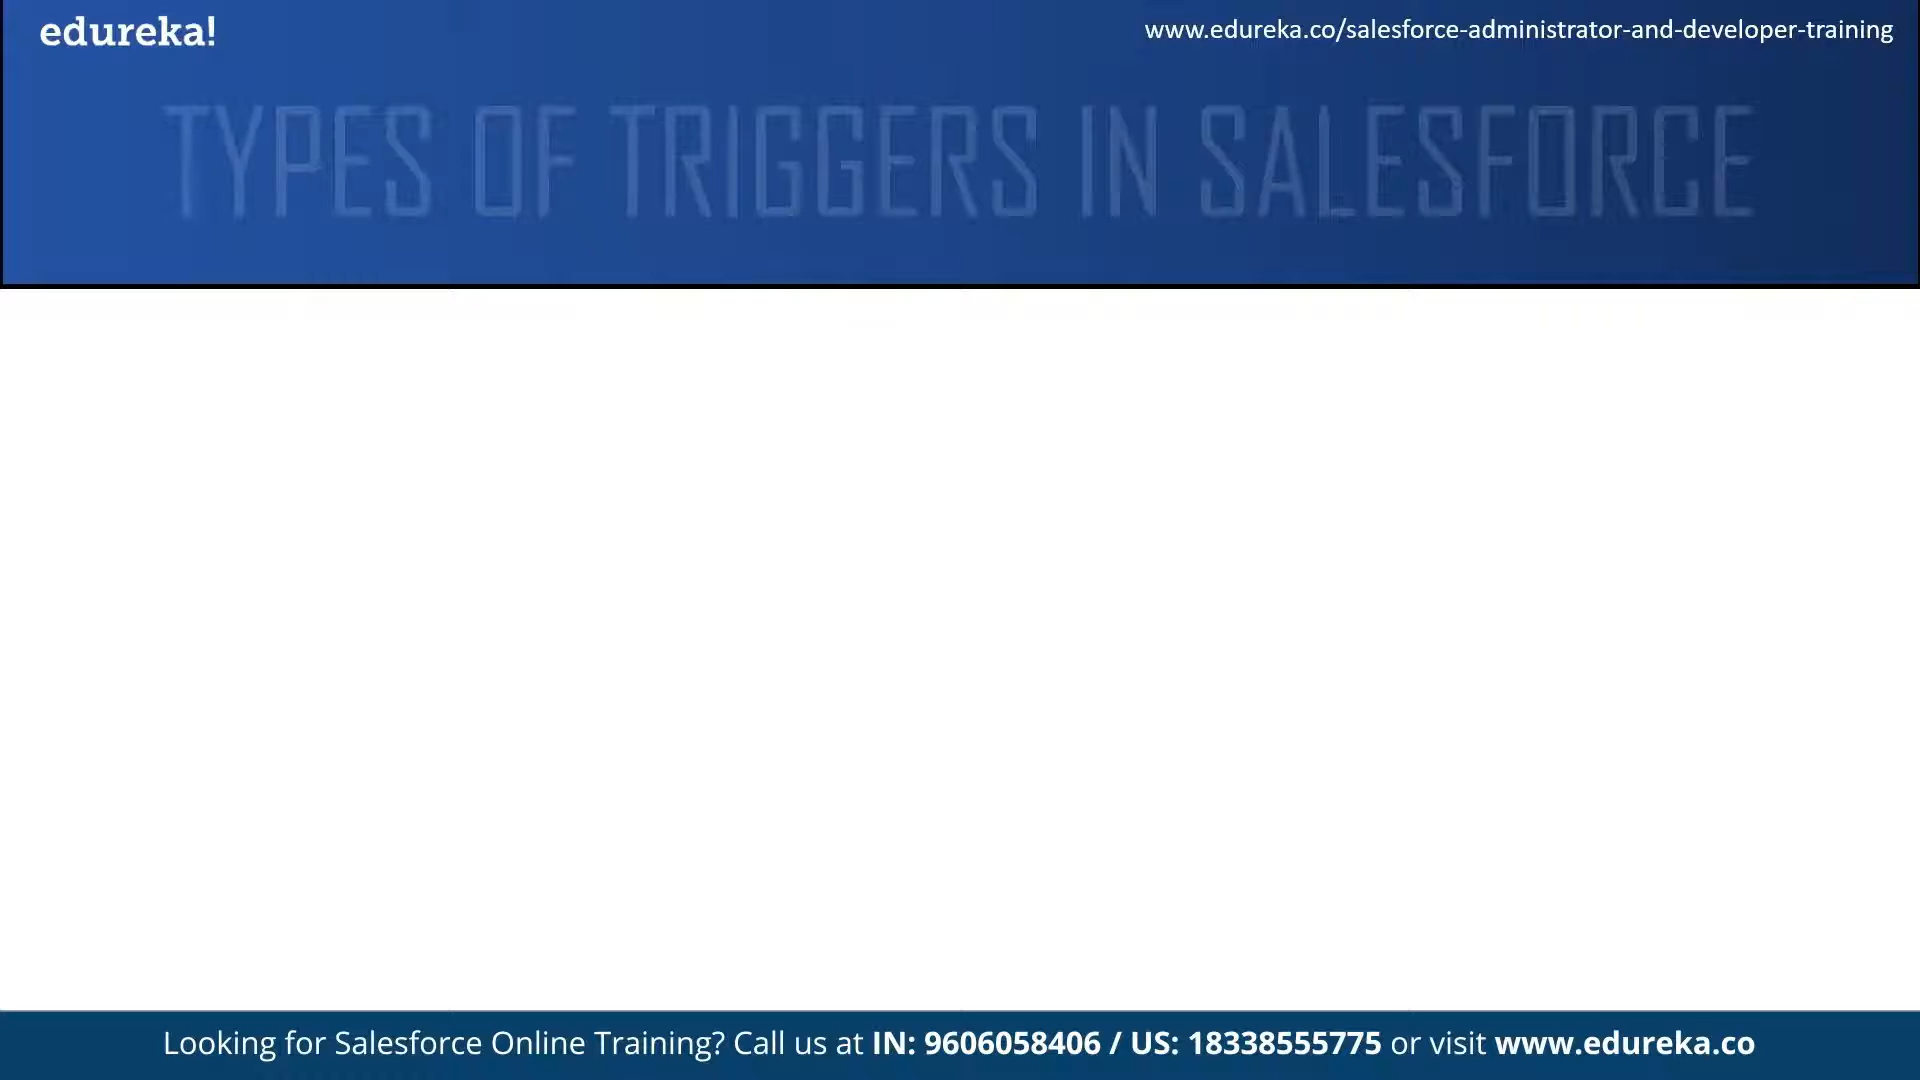 edureka!
www.edureka.co/salesforce-administrator-and-developer-training
TYPES OF TRIGGERS IN SALESFORCE
Looking for Salesforce Online Training? Call us at IN: 9606058406 / US: 18338555775 or visit www.edureka.co